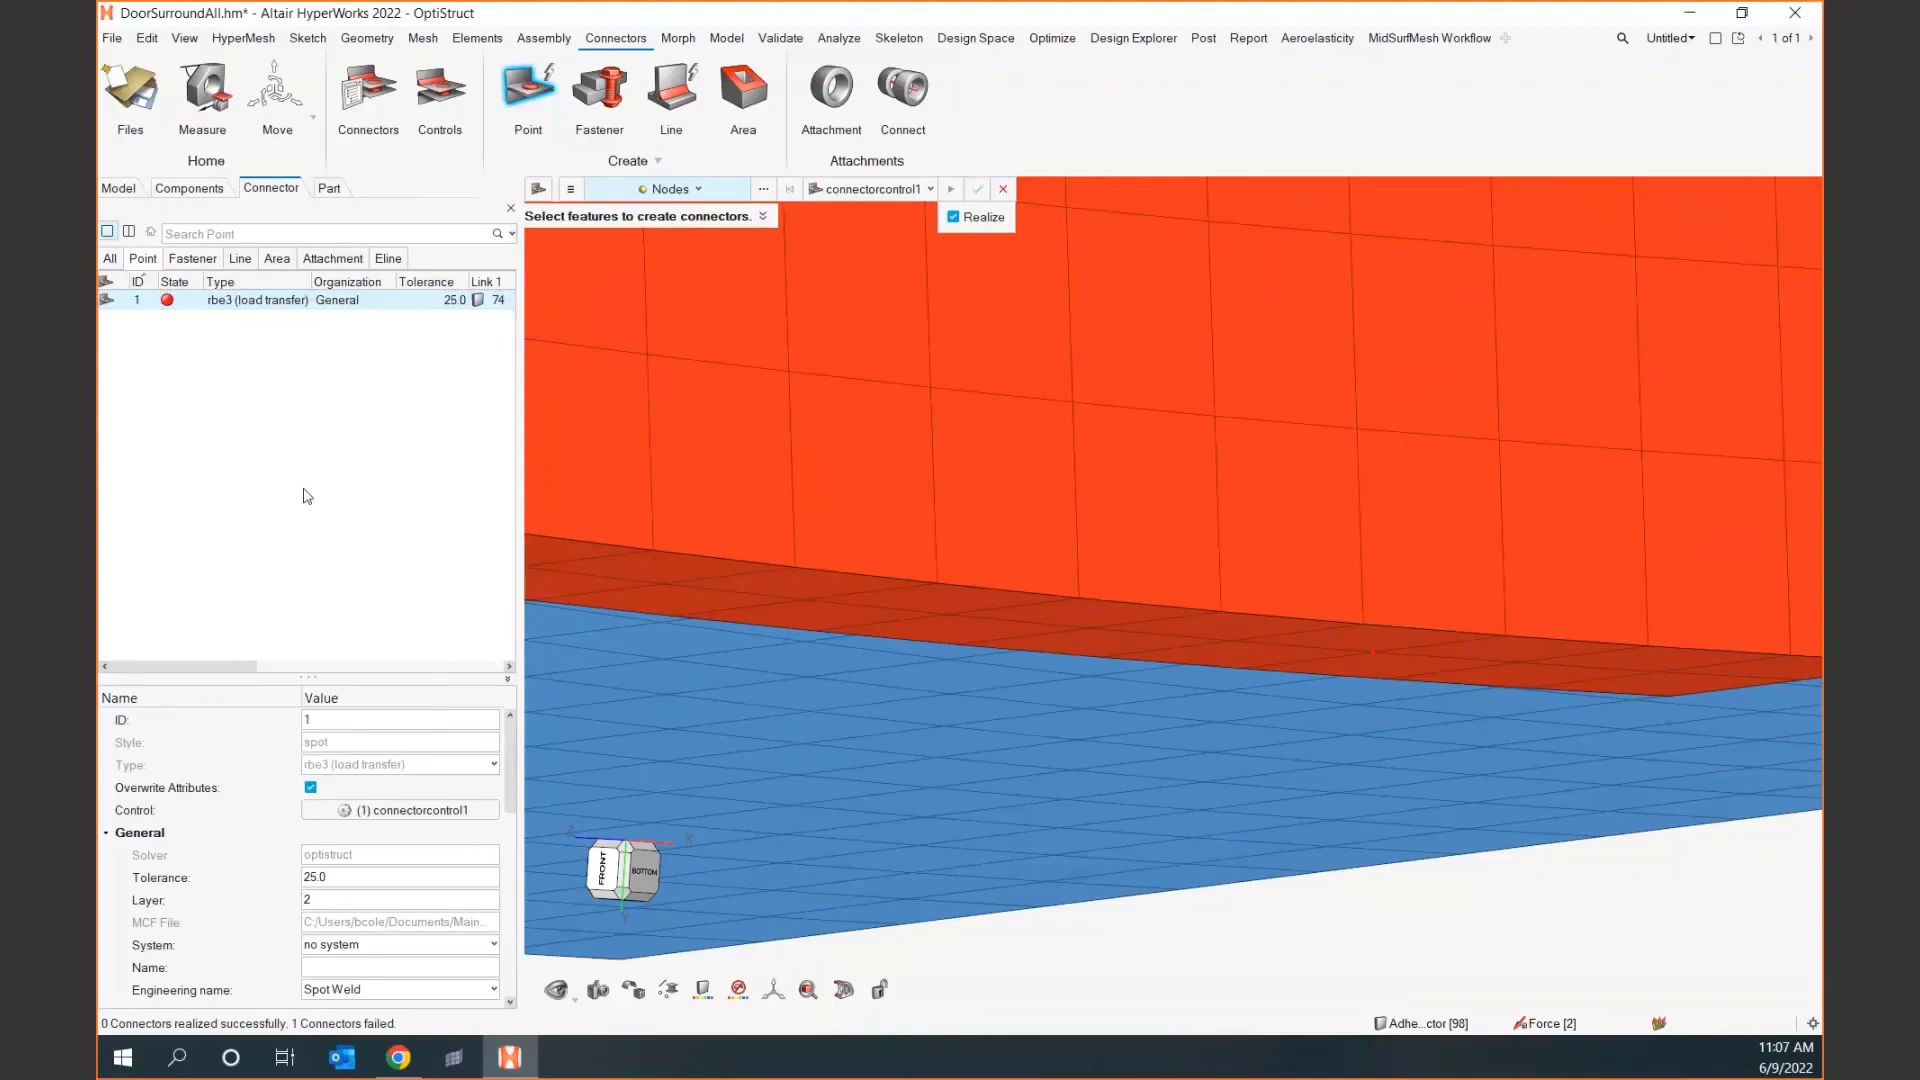 DoorSurroundAll.hm* - Altair HyperWorks 2022 - OptiStruct
File Edit View HyperMesh Sketch Geometry Mesh Elements Assembly Connectors Morph Model Validate Analyze Skeleton Design Space Optimize Design Explorer Post Report Aeroelasticity MidSurfMesh Workflow Untitled 1 of 1
Files Measure Move Connectors Controls Point Fastener Line Area Attachment Connect
Home Create Attachments
Model Components Connector Part
Nodes connectorcontrol1
Select features to create connectors. Realize
Search Point
All Point Fastener Line Area Attachment Eline
ID State Type Organization Tolerance Link 1
1 rbe3 (load transfer) General 25.0 74
Name Value
ID: 1
Style: spot
Type: rbe3 (load transfer)
Overwrite Attributes:
Control: (1) connectorcontrol1
General
Solver optistruct
Tolerance: 25.0
Layer: 2
MCF File: C:/Users/bcole/Documents/Main...
System: no system
Name:
Engineering name: Spot Weld
Z X
FRONT BOTTOM
Y
0 Connectors realized successfully. 1 Connectors failed. Adhe...ctor [98] Force [2]
11:07 AM
6/9/2022